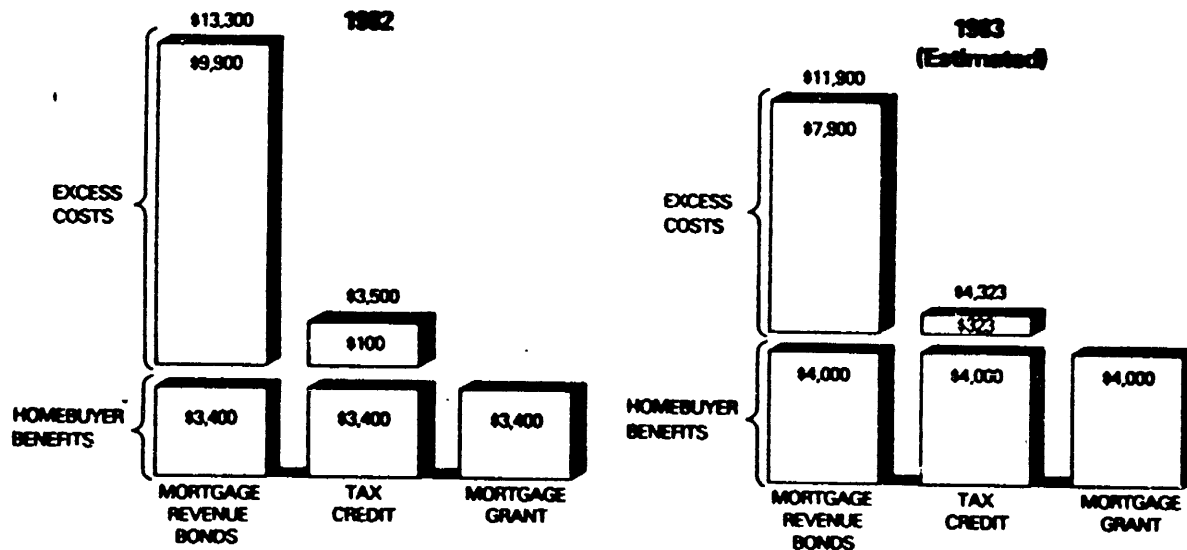 1982
$13,300
$9,900
EXCESS
COSTS
$3,500
$100
HOMEBUYER
BENEFITS
$3,400
$3,400
$3,400
MORTGAGE
REVENUE
BONDS
TAX
CREDIT
MORTGAGE
GRANT
1983
(Estimated)
$11,900
$7,900
EXCESS
COSTS
$4,323
$323
HOMEBUYER
BENEFITS
$4,000
$4,000
$4,000
MORTGAGE
REVENUE
BONDS
TAX
CREDIT
MORTGAGE
GRANT